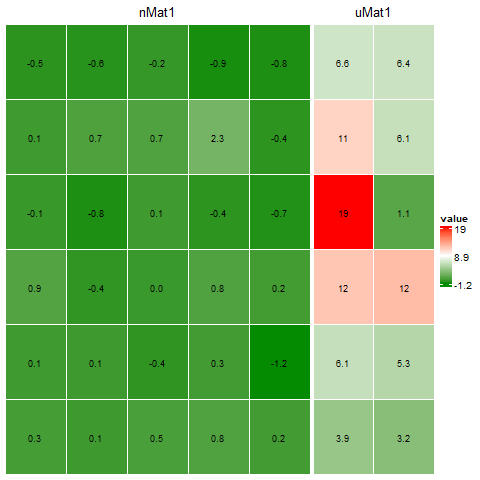 nMat1 uMat1
-0.5 -0.6 -0.2 -0.9 -0.8 6.6 6.4
0.1 0.7 0.7 2.3 -0.4 11 6.1
-0.1 -0.8 0.1 -0.4 -0.7 19 1.1
0.9 -0.4 0.0 0.8 0.2 12 12
0.1 0.1 -0.4 0.3 -1.2 6.1 5.3
0.3 0.1 0.5 0.8 0.2 3.9 3.2
value
19
8.9
-1.2